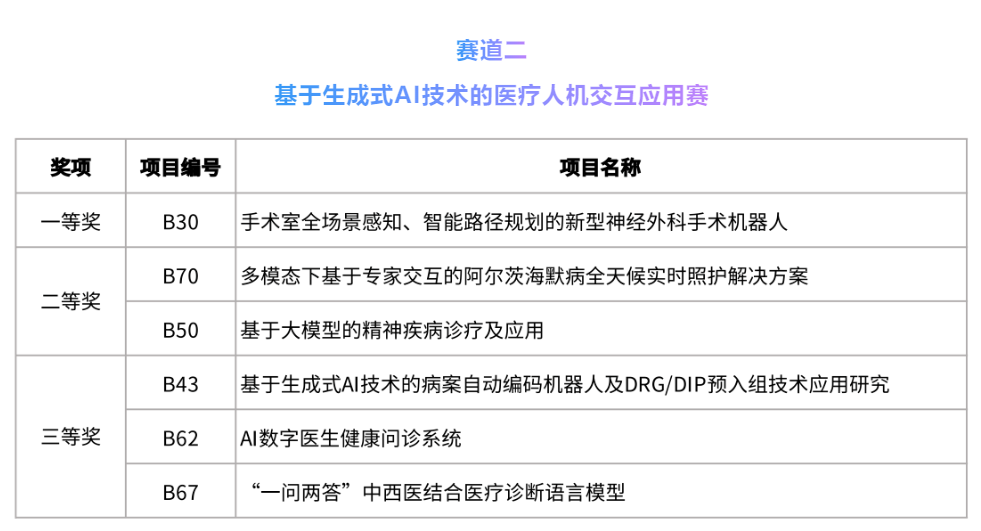 赛道二
基于生成式AI技术的医疗人机交互应用赛
奖项 项目编号 项目名称
一等奖 B30 手术室全场景感知、智能路径规划的新型神经外科手术机器人
二等奖 B70 多模态下基于专家交互的阿尔茨海默病全天候实时照护解决方案
B50 基于大模型的精神疾病诊疗及应用
三等奖 B43 基于生成式AI技术的病案自动编码机器人及DRG/DIP预入组技术应用研究
B62 AI数字医生健康问诊系统
B67 “一问两答”中西医结合医疗诊断语言模型